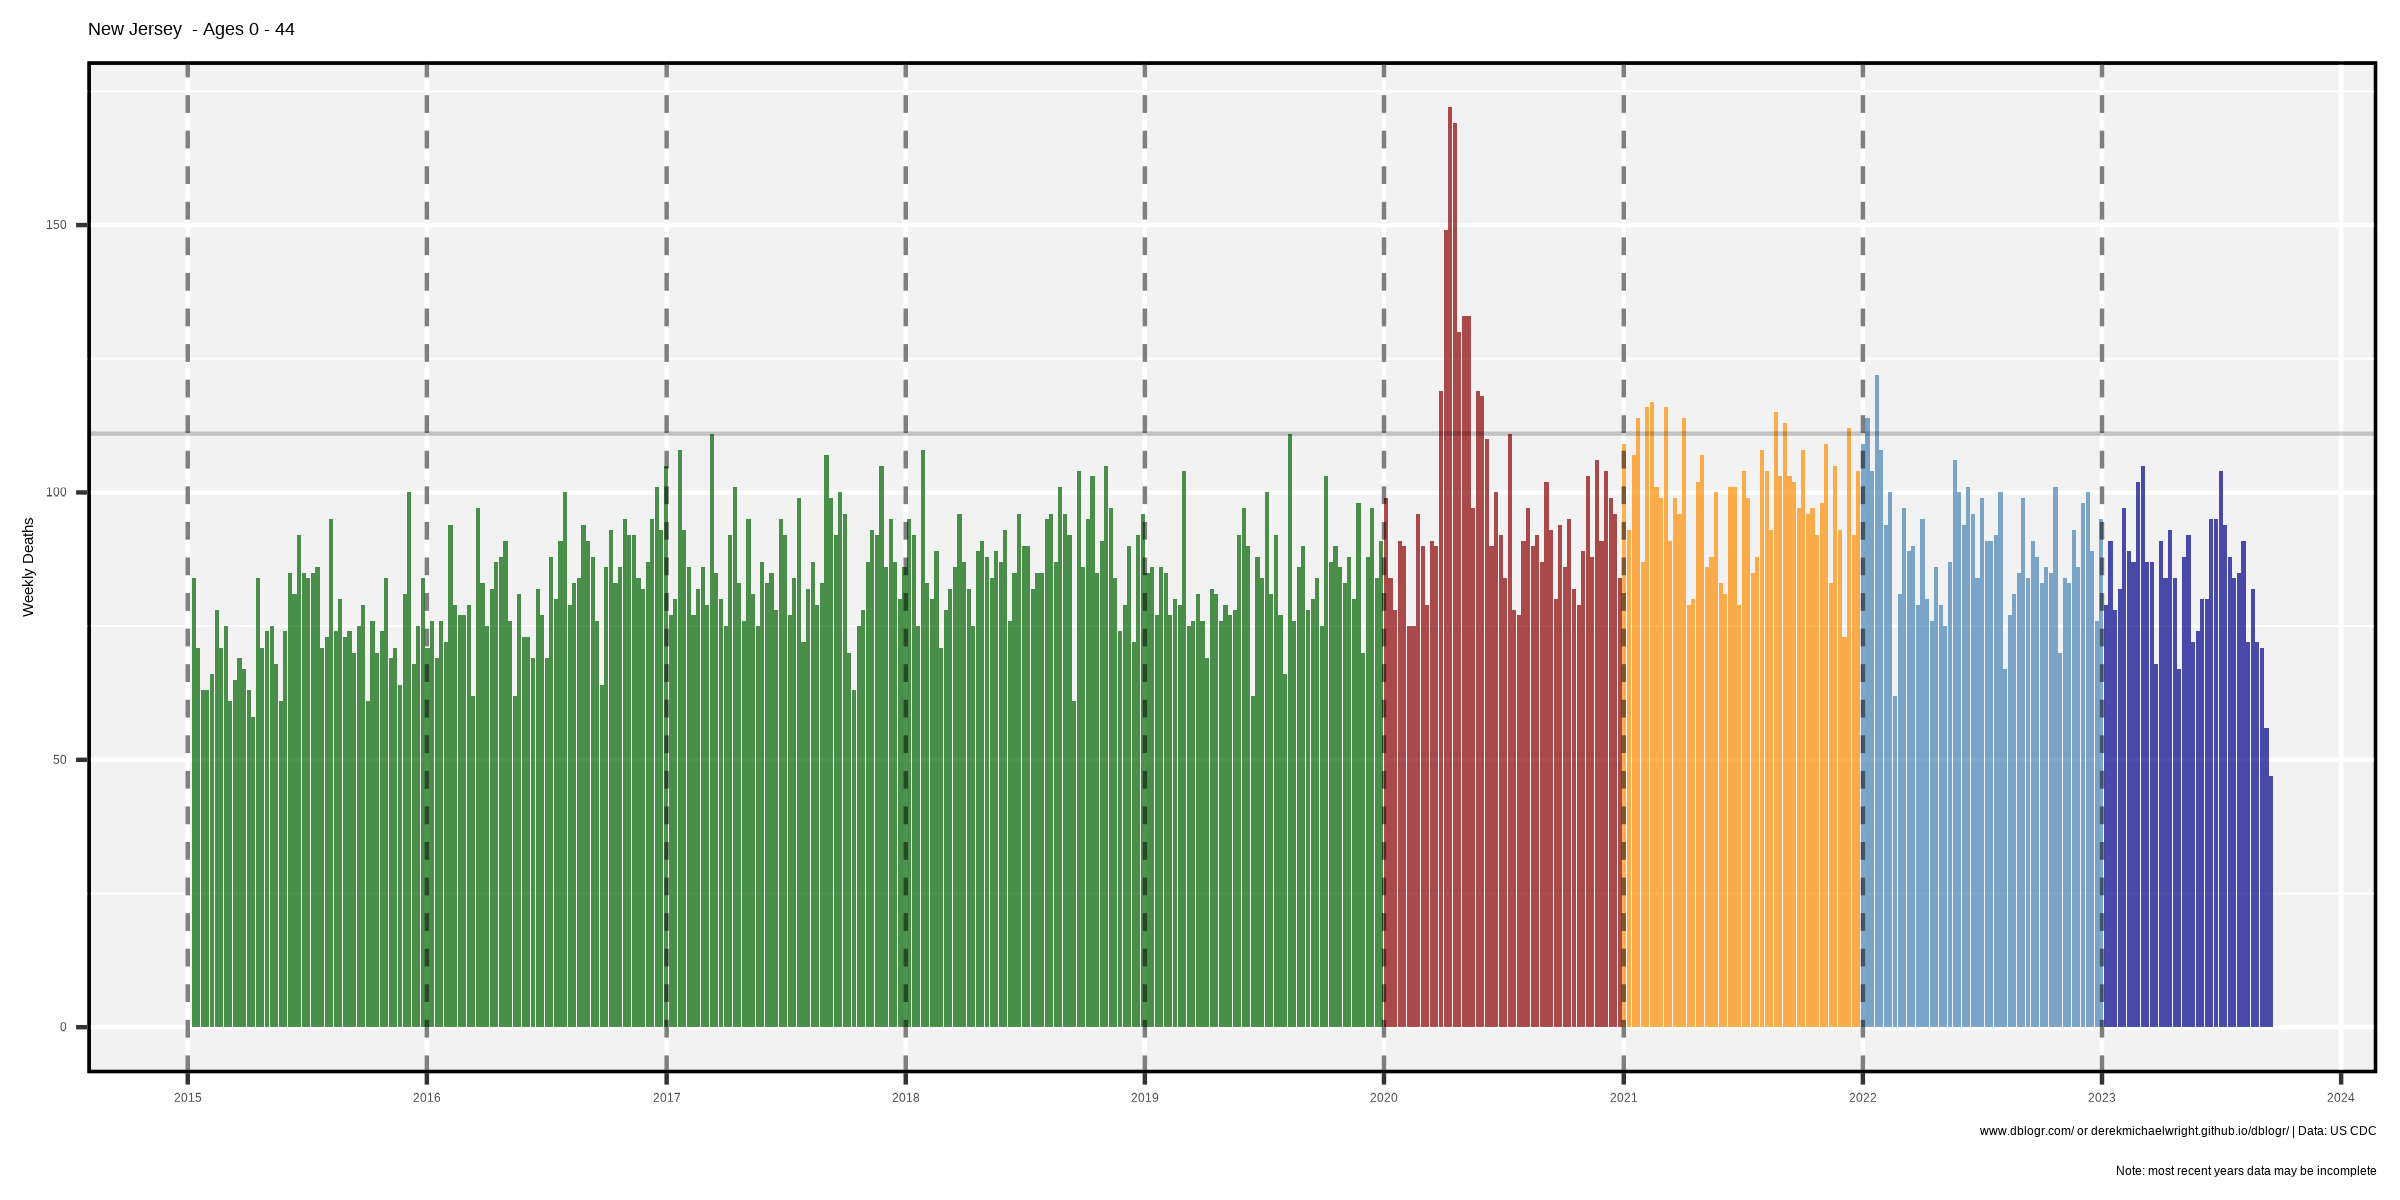 New Jersey  - Ages 0 - 44
Weekly Deaths
150
100
50
0
2015 2016 2017 2018 2019 2020 2021 2022 2023 2024
www.dblogr.com/ or derekmichaelwright.github.io/dblogr/ | Data: US CDC
Note: most recent years data may be incomplete